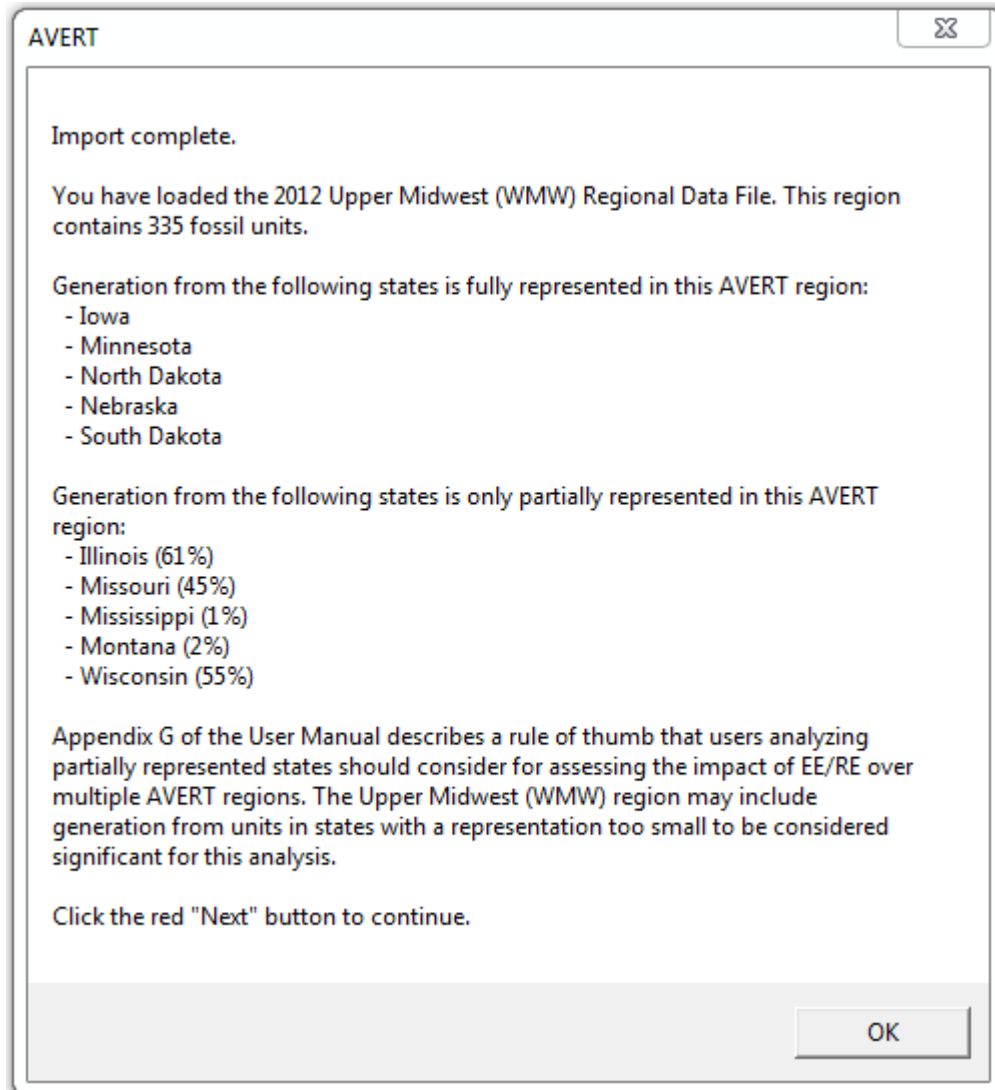 AVERT
Import complete.
You have loaded the 2012 Upper Midwest (WMW) Regional Data File. This region
contains 335 fossil units.
Generation from the following states is fully represented in this AVERT region:
- Iowa
- Minnesota
- North Dakota
- Nebraska
- South Dakota
Generation from the following states is only partially represented in this AVERT
region:
- Illinois (61%)
- Missouri (45%)
- Mississippi (1%)
- Montana (2%)
- Wisconsin (55%)
Appendix G of the User Manual describes a rule of thumb that users analyzing
partially represented states should consider for assessing the impact of EE/RE over
multiple AVERT regions. The Upper Midwest (WMW) region may include
generation from units in states with a representation too small to be considered
significant for this analysis.
Click the red "Next" button to continue.
OK